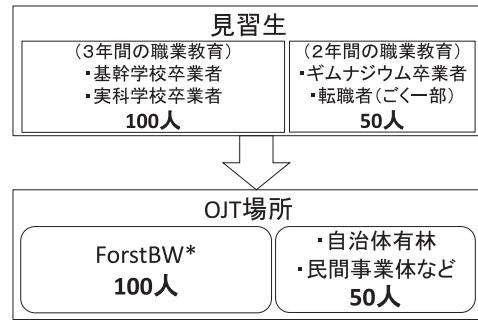 見習生
（3年間の職業教育）
・基幹学校卒業者
・実科学校卒業者
100人
（2年間の職業教育）
・ギムナジウム卒業者
・転職者（ごく一部）
50人
OJT場所
ForstBW*
100人
・自治体有林
・民間事業体など
50人